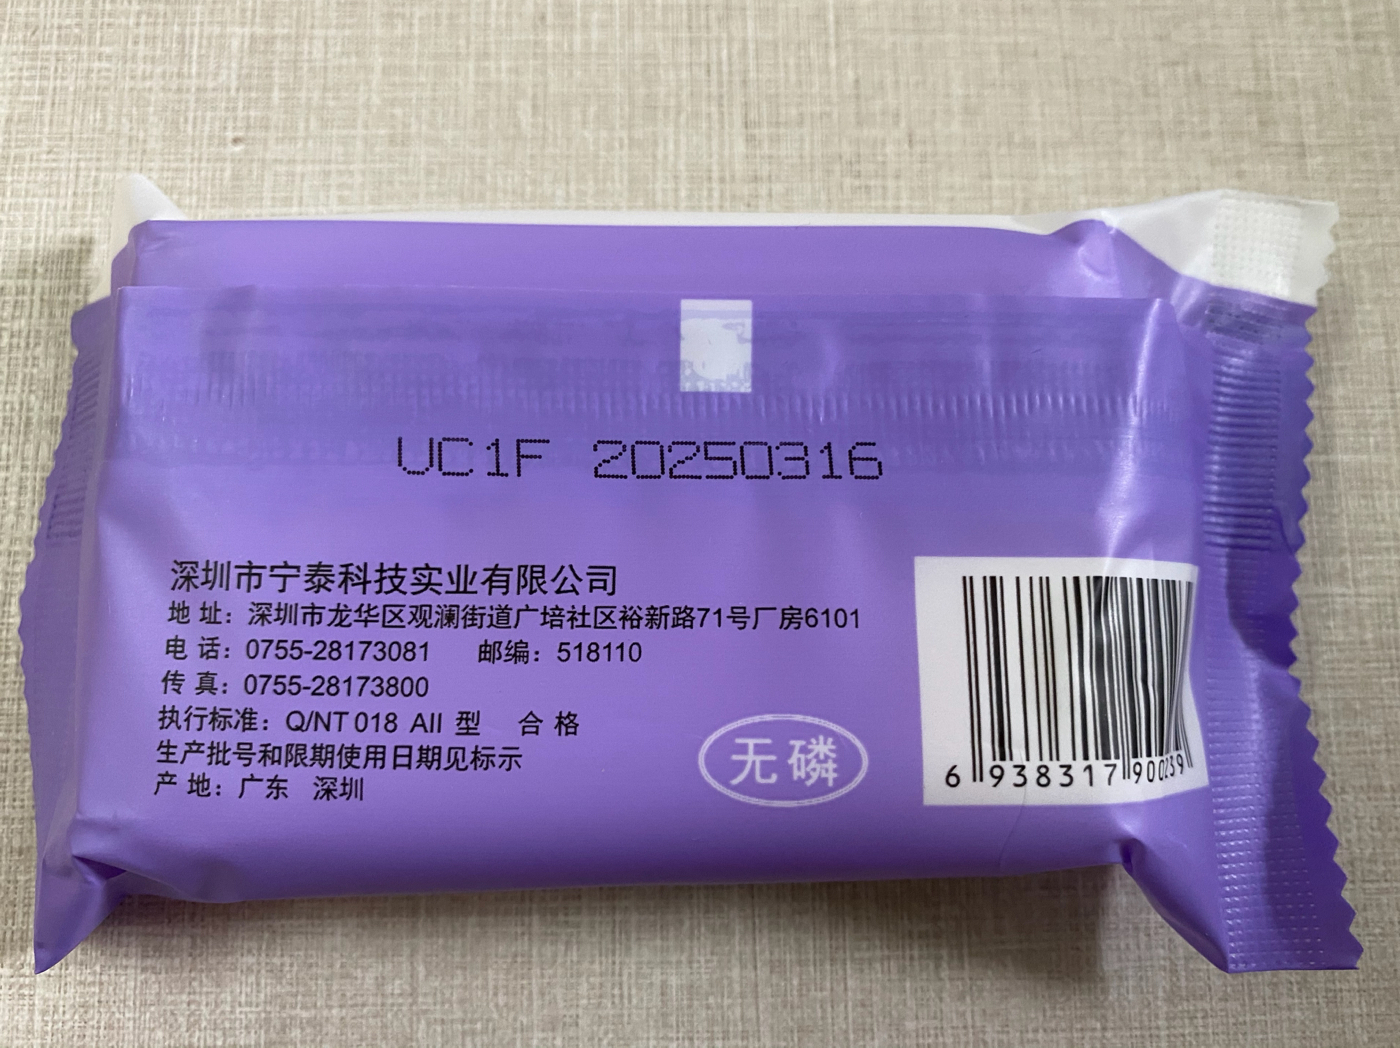 UC1F 20250316
深圳市宁泰科技实业有限公司
地 址：深圳市龙华区观澜街道广培社区裕新路71号厂房6101
电 话：0755-28173081 邮编：518110
传 真：0755-28173800
执行标准：Q/NT 018 AII 型 合 格
生产批号和限期使用日期见标示
产 地：广东 深圳
无磷
6 938317 900239